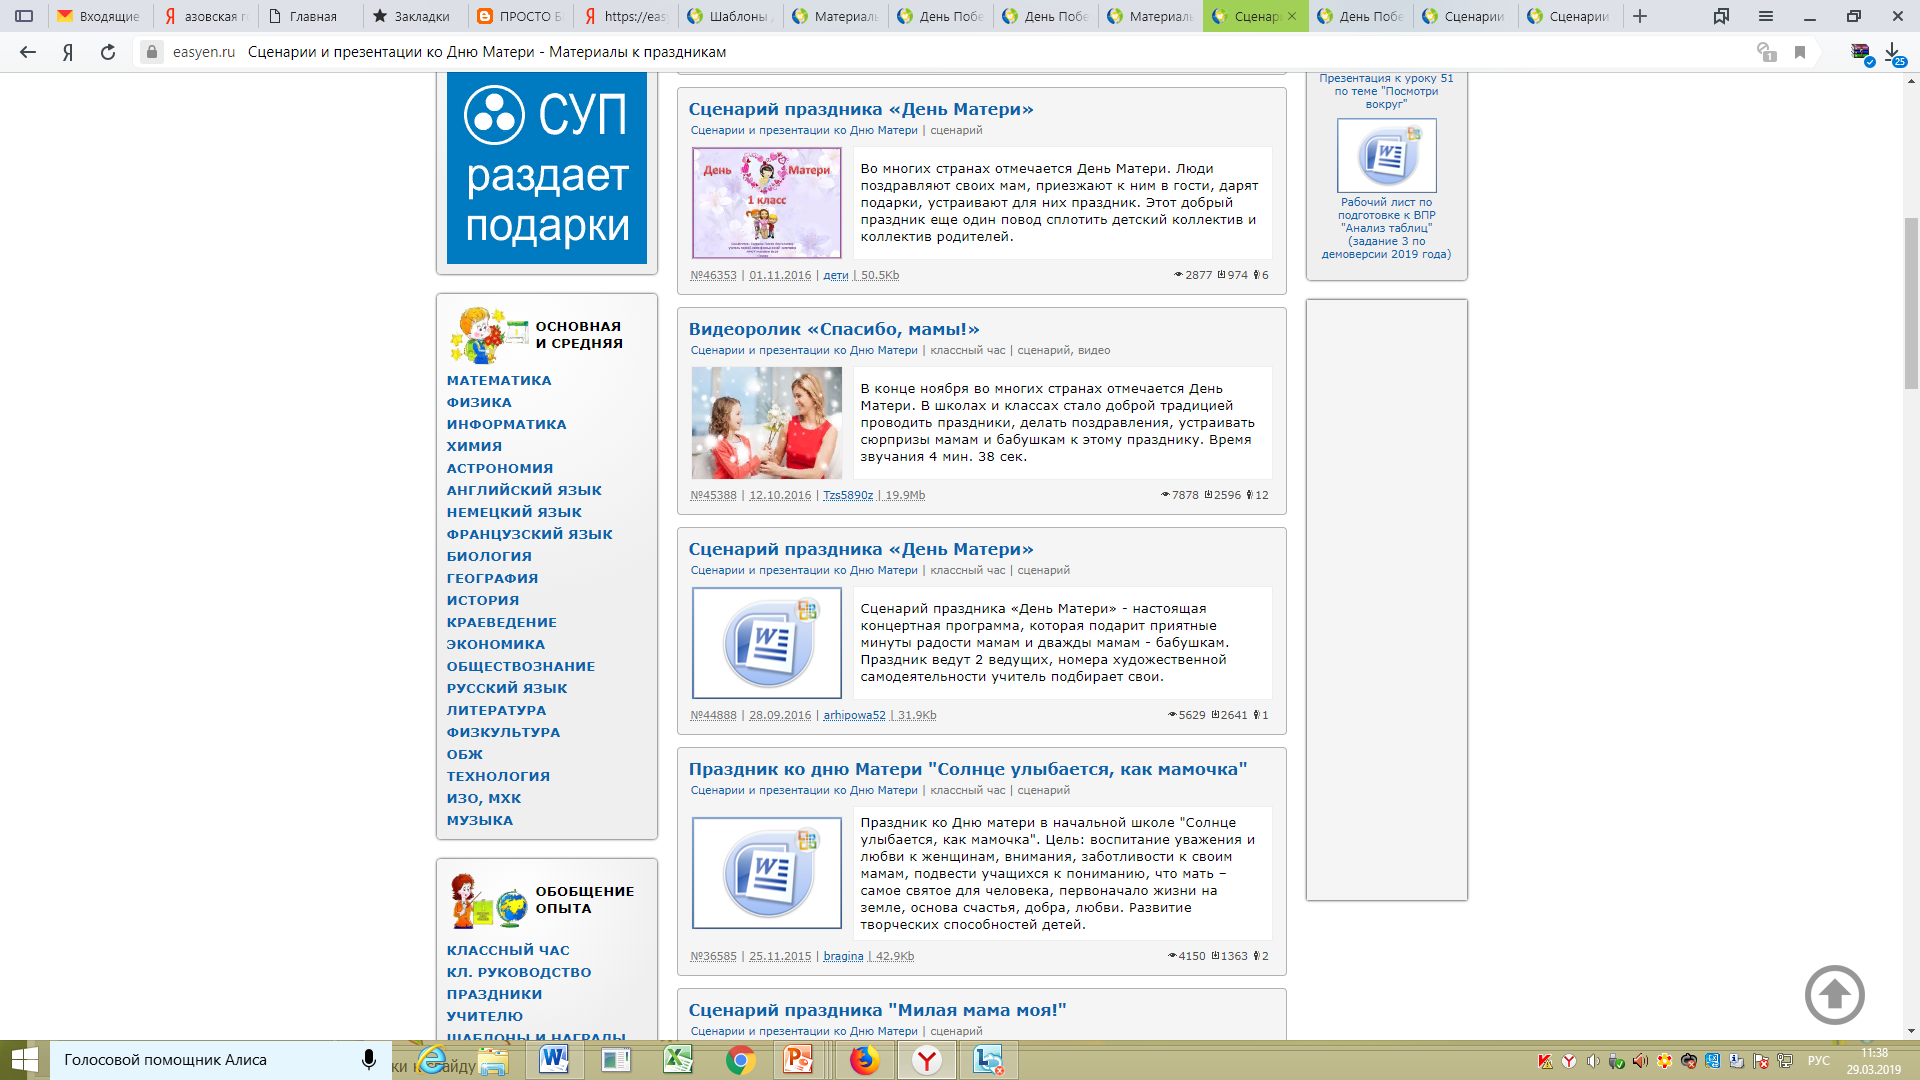 Входящие
азовская г
Главная
Закладки
ПРОСТО Б
https://eas
Шаблоны
Материаль
День Побе
День Побе
Материаль
Сценар
День Побе
Сценарии
Сценарии
easyen.ru Сценарии и презентации ко Дню Матери - Материалы к праздникам
1
25
СУП
раздает
подарки
ОСНОВНАЯ
И СРЕДНЯЯ
МАТЕМАТИКА
ФИЗИКА
ИНФОРМАТИКА
ХИМИЯ
АСТРОНОМИЯ
АНГЛИЙСКИЙ ЯЗЫК
НЕМЕЦКИЙ ЯЗЫК
ФРАНЦУЗСКИЙ ЯЗЫК
БИОЛОГИЯ
ГЕОГРАФИЯ
ИСТОРИЯ
КРАЕВЕДЕНИЕ
ЭКОНОМИКА
ОБЩЕСТВОЗНАНИЕ
РУССКИЙ ЯЗЫК
ЛИТЕРАТУРА
ФИЗКУЛЬТУРА
ОБЖ
ТЕХНОЛОГИЯ
ИЗО, МХК
МУЗЫКА
ОБОБЩЕНИЕ
ОПЫТА
КЛАССНЫЙ ЧАС
КЛ. РУКОВОДСТВО
ПРАЗДНИКИ
УЧИТЕЛЮ
ШАБЛОНЫ И НАГРАДЫ
Сценарий праздника «День Матери»
Сценарии и презентации ко Дню Матери | сценарий
День Матери
1 класс
Во многих странах отмечается День Матери. Люди
поздравляют своих мам, приезжают к ним в гости, дарят
подарки, устраивают для них праздник. Этот добрый
праздник еще один повод сплотить детский коллектив и
коллектив родителей.
№46353 | 01.11.2016 | дети | 50.5Kb
2877 974 6
Видеоролик «Спасибо, мамы!»
Сценарии и презентации ко Дню Матери | классный час | сценарий, видео
В конце ноября во многих странах отмечается День
Матери. В школах и классах стало доброй традицией
проводить праздники, делать поздравления, устраивать
сюрпризы мамам и бабушкам к этому празднику. Время
звучания 4 мин. 38 сек.
№45388 | 12.10.2016 | Tzs5890z | 19.9Mb
7878 2596 12
Сценарий праздника «День Матери»
Сценарии и презентации ко Дню Матери | классный час | сценарий
Сценарий праздника «День Матери» - настоящая
концертная программа, которая подарит приятные
минуты радости мамам и дважды мамам - бабушкам.
Праздник ведут 2 ведущих, номера художественной
самодеятельности учитель подбирает свои.
№44888 | 28.09.2016 | arhipowa52 | 31.9Kb
5629 2641 1
Праздник ко дню Матери "Солнце улыбается, как мамочка"
Сценарии и презентации ко Дню Матери | классный час | сценарий
Праздник ко Дню матери в начальной школе "Солнце
улыбается, как мамочка". Цель: воспитание уважения и
любви к женщинам, внимания, заботливости к своим
мамам, подвести учащихся к пониманию, что мать –
самое святое для человека, первоначало жизни на
земле, основа счастья, добра, любви. Развитие
творческих способностей детей.
№36585 | 25.11.2015 | bragina | 42.9Kb
4150 1363 2
Сценарий праздника "Милая мама моя!"
Сценарии и презентации ко Дню Матери | сценарий
Презентация к уроку 51
по теме "Посмотри
вокруг"
Рабочий лист по
подготовке к ВПР
"Анализ таблиц"
(задание 3 по
демоверсии 2019 года)
Голосовой помощник Алиса
РУС
11:38
29.03.2019